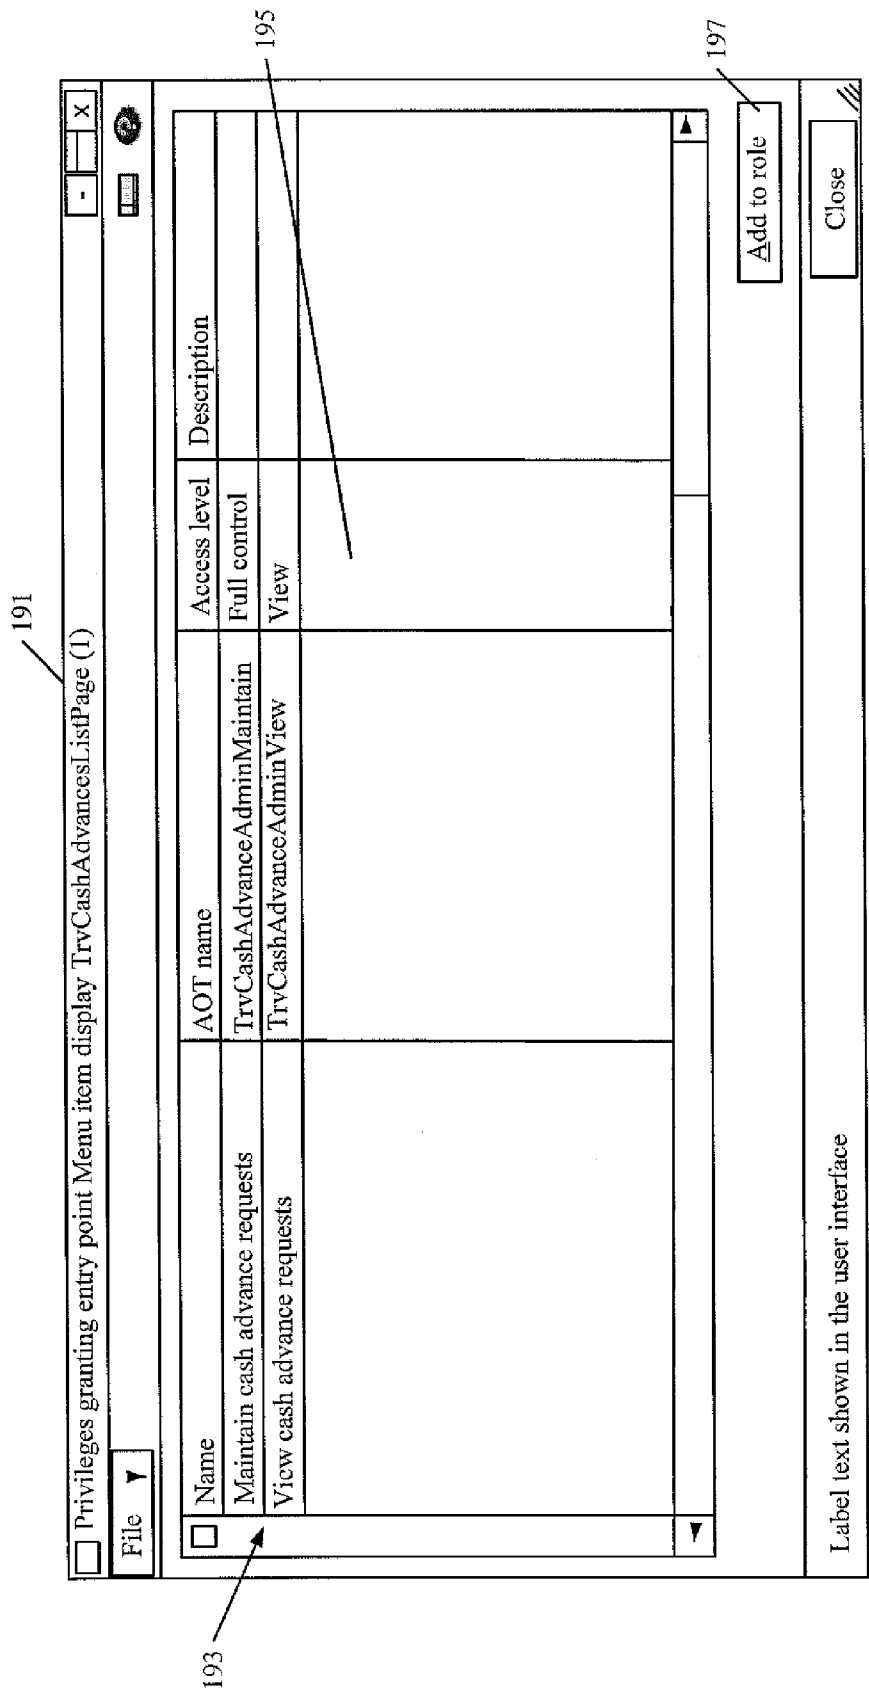 191
Privileges granting entry point Menu item display TrvCashAdvancesListPage (1)
- X
File
195
Name AOT name Access level Description
Maintain cash advance requests TrvCashAdvanceAdminMaintain Full control
View cash advance requests TrvCashAdvanceAdminView View
193
197
Add to role
Label text shown in the user interface
Close